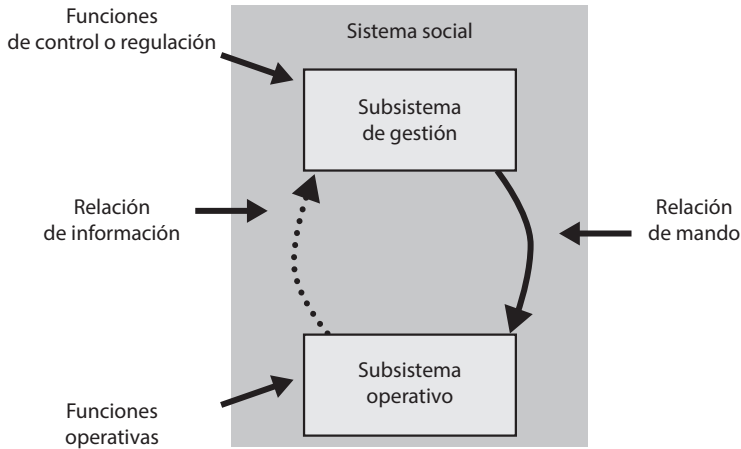 Funciones
de control o regulación
Sistema social
Subsistema
de gestión
Relación
de información
Relación
de mando
Subsistema
operativo
Funciones
operativas